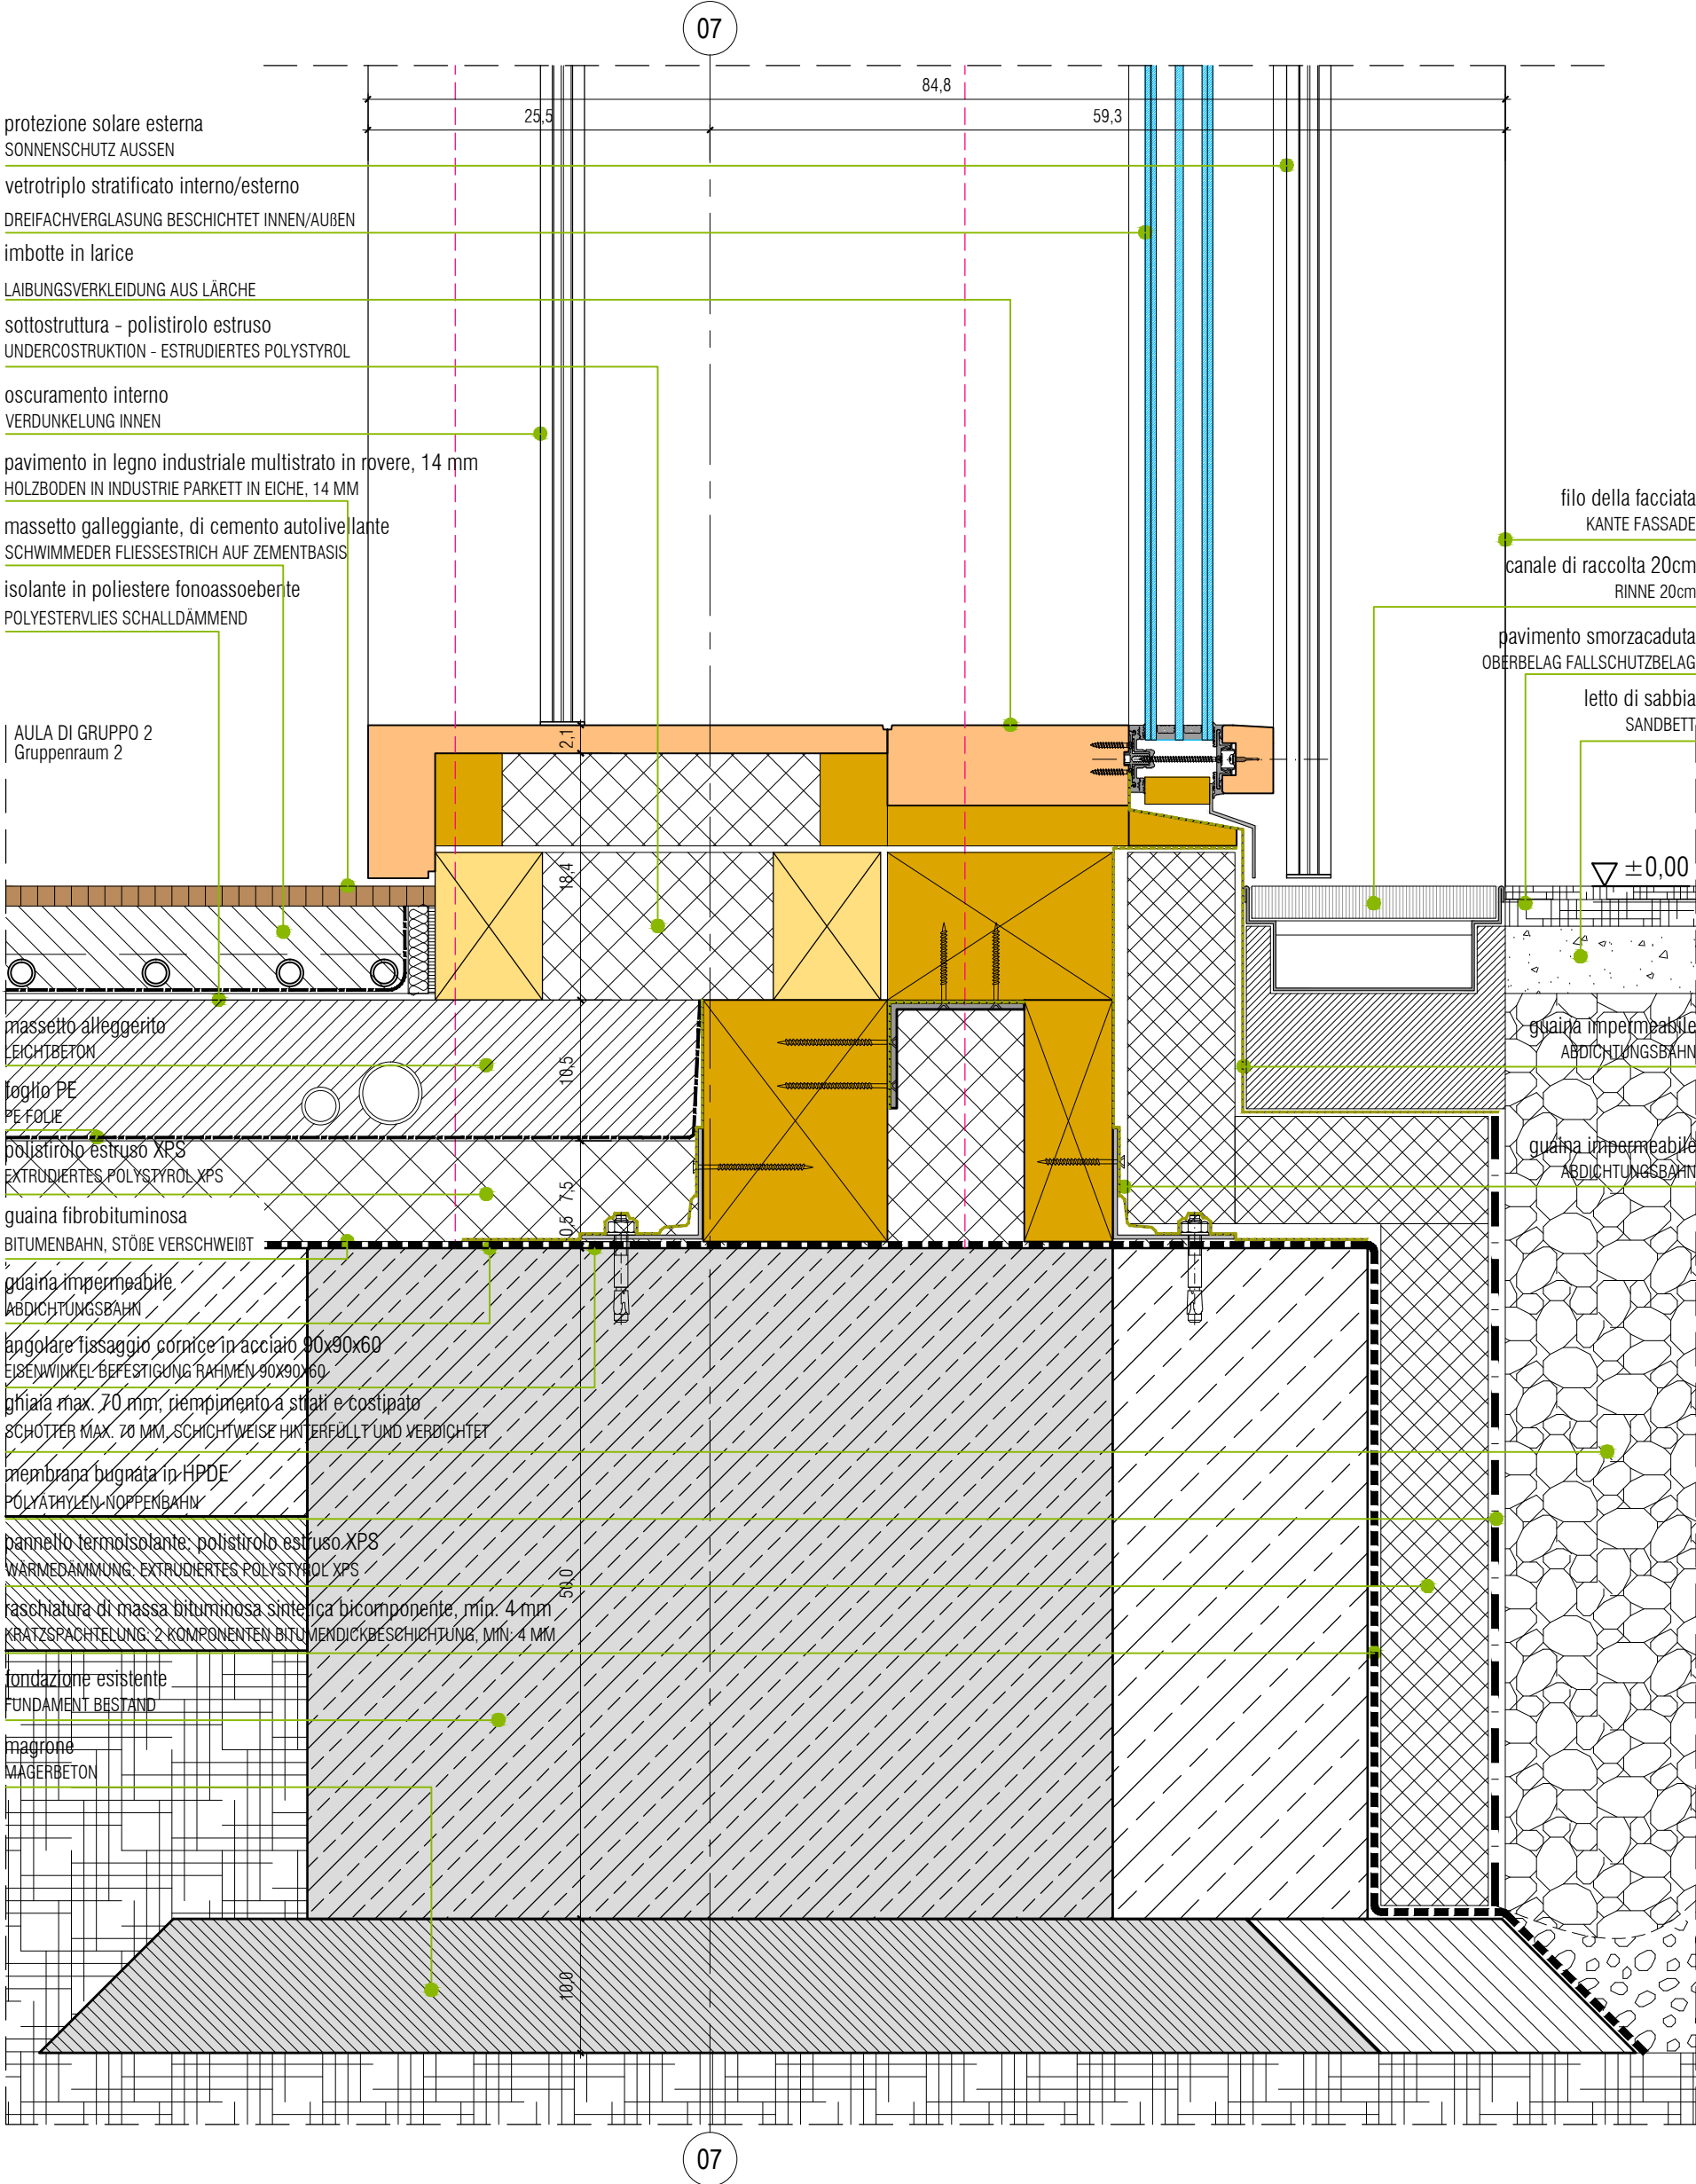 07
84,8
25,5
59,3
protezione solare esterna
SONNENSCHUTZ AUSSEN
vetrotriplo stratificato interno/esterno
DREIFACHVERGLASUNG BESCHICHTET INNEN/AUßEN
imbotte in larice
LAIBUNGSVERKLEIDUNG AUS LÄRCHE
sottostruttura - polistirolo estruso
UNDERCOSTRUKTION - ESTRUDIERTES POLYSTYROL
oscuramento interno
VERDUNKELUNG INNEN
pavimento in legno industriale multistrato in rovere, 14 mm
HOLZBODEN IN INDUSTRIE PARKETT IN EICHE, 14 MM
massetto galleggiante, di cemento autolivellante
SCHWIMMEDER FLIESSESTRICH AUF ZEMENTBASIS
isolante in poliestere fonoassoebente
POLYESTERVLIES SCHALLDÄMMEND
filo della facciata
KANTE FASSADE
canale di raccolta 20cm
RINNE 20cm
pavimento smorzacaduta
OBERBELAG FALLSCHUTZBELAG
letto di sabbia
SANDBETT
AULA DI GRUPPO 2
Gruppenraum 2
2,1
18,4
±0,00
massetto alleggerito
LEICHTBETON
foglio PE
PE FOLIE
10,5
guaina impermeabile
ABDICHTUNGSBAHN
polistirolo estruso XPS
EXTRUDIERTES POLYSTYROL XPS
7,5
guaina impermeabile
ABDICHTUNGSBAHN
guaina fibrobituminosa
BITUMENBAHN, STÖßE VERSCHWEIßT
0,5
guaina impermeabile
ABDICHTUNGSBAHN
angolare fissaggio cornice in acciaio 90x90x60
EISENWINKEL BEFESTIGUNG RAHMEN 90X90X60
ghiaia max. 70 mm, riempimento a strati e costipato
SCHOTTER MAX. 70 MM, SCHICHTWEISE HINTERFÜLLT UND VERDICHTET
membrana bugnata in HPDE
POLYÄTHYLEN-NOPPENBAHN
pannello termoisolante: polistirolo estruso XPS
WÄRMEDÄMMUNG: EXTRUDIERTES POLYSTYROL XPS
50,0
raschiatura di massa bituminosa sintetica bicomponente, min. 4 mm
KRATZSPACHTELUNG: 2 KOMPONENTEN BITUMENDICKBESCHICHTUNG, MIN: 4 MM
fondazione esistente
FUNDAMENT BESTAND
magrone
MAGERBETON
10,0
07